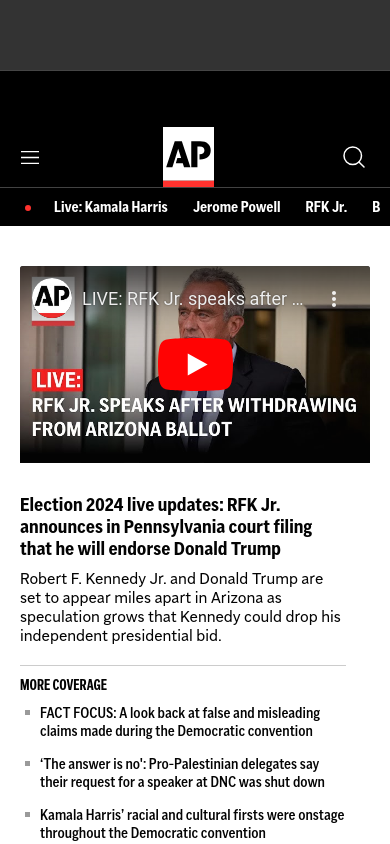 AP
Live: Kamala Harris Jerome Powell RFK Jr. B
AP LIVE: RFK Jr. speaks after ...
LIVE:
RFK JR. SPEAKS AFTER WITHDRAWING
FROM ARIZONA BALLOT
Election 2024 live updates: RFK Jr.
announces in Pennsylvania court filing
that he will endorse Donald Trump
Robert F. Kennedy Jr. and Donald Trump are
set to appear miles apart in Arizona as
speculation grows that Kennedy could drop his
independent presidential bid.
MORE COVERAGE
FACT FOCUS: A look back at false and misleading
claims made during the Democratic convention
‘The answer is no': Pro-Palestinian delegates say
their request for a speaker at DNC was shut down
Kamala Harris’ racial and cultural firsts were onstage
throughout the Democratic convention